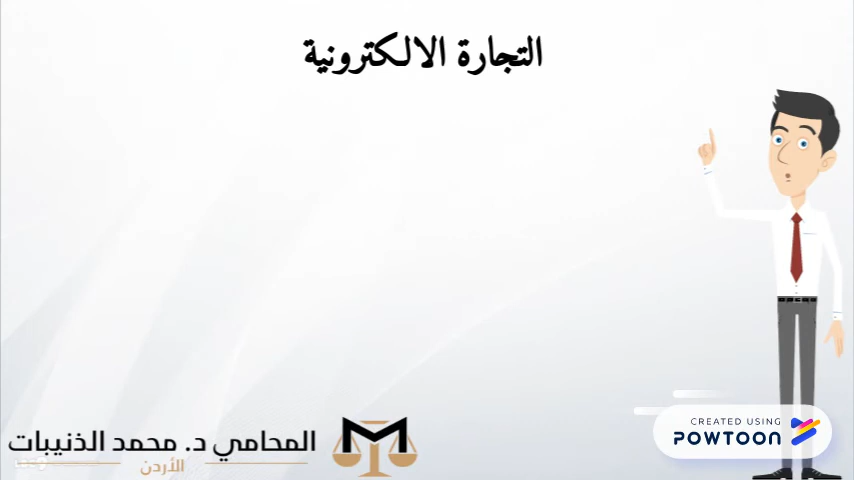 التجارة الالكترونية
المحامي د. محمد الذنيبات
الأردن
CREATED USING
POWTOON